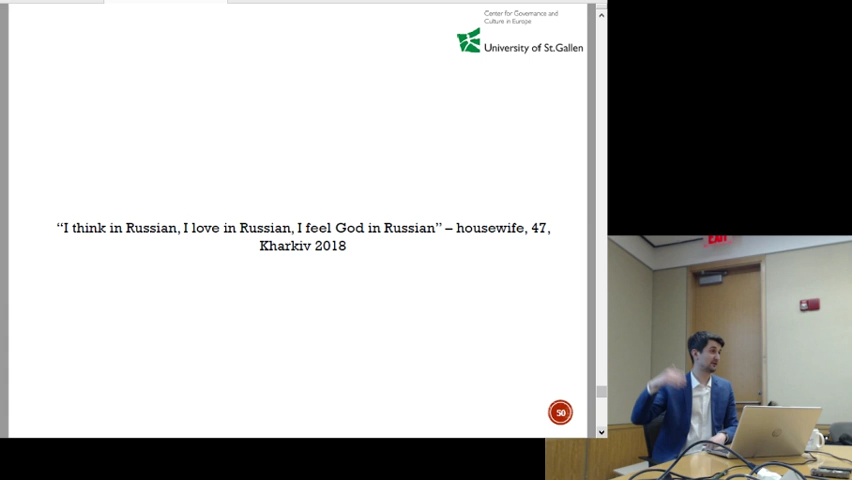 Center for Governance and
Culture in Europe
University of St.Gallen
“I think in Russian, I love in Russian, I feel God in Russian” – housewife, 47,
Kharkiv 2018
50
EXIT